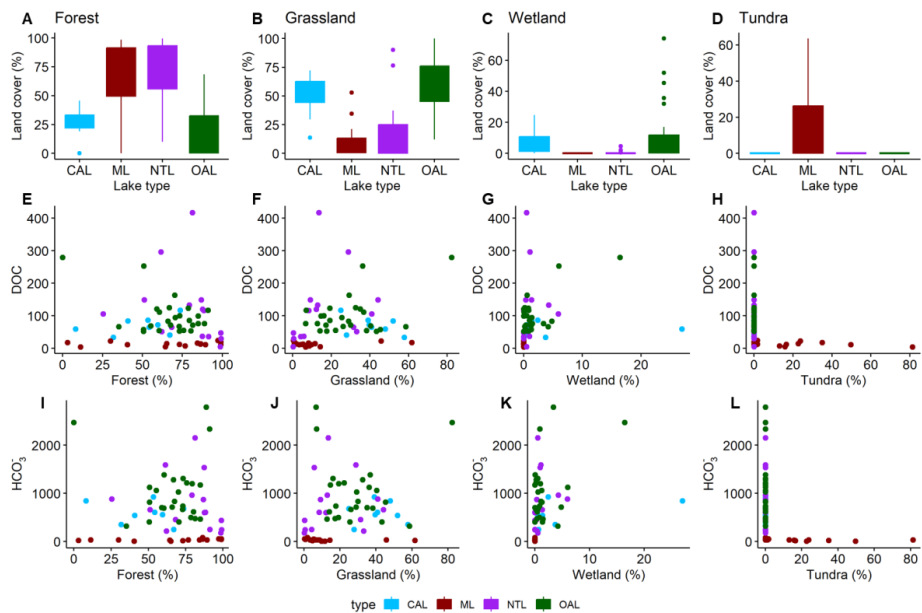 A Forest
B Grassland
C Wetland
D Tundra
Land cover (%)
100
75
50
25
0
CAL ML NTL OAL
Lake type
Land cover (%)
100
75
50
25
0
CAL ML NTL OAL
Lake type
Land cover (%)
60
40
20
0
CAL ML NTL OAL
Lake type
Land cover (%)
60
40
20
0
CAL ML NTL OAL
Lake type
E
DOC
400
300
200
100
0
0 25 50 75 100
Forest (%)
F
DOC
400
300
200
100
0
0 20 40 60 80
Grassland (%)
G
DOC
400
300
200
100
0
0 10 20
Wetland (%)
H
DOC
400
300
200
100
0
0 20 40 60 80
Tundra (%)
I
HCO₃⁻
2000
1000
0
0 25 50 75 100
Forest (%)
J
HCO₃⁻
2000
1000
0
0 20 40 60 80
Grassland (%)
K
HCO₃⁻
2000
1000
0
0 10 20
Wetland (%)
L
HCO₃⁻
2000
1000
0
0 20 40 60 80
Tundra (%)
type CAL ML NTL OAL